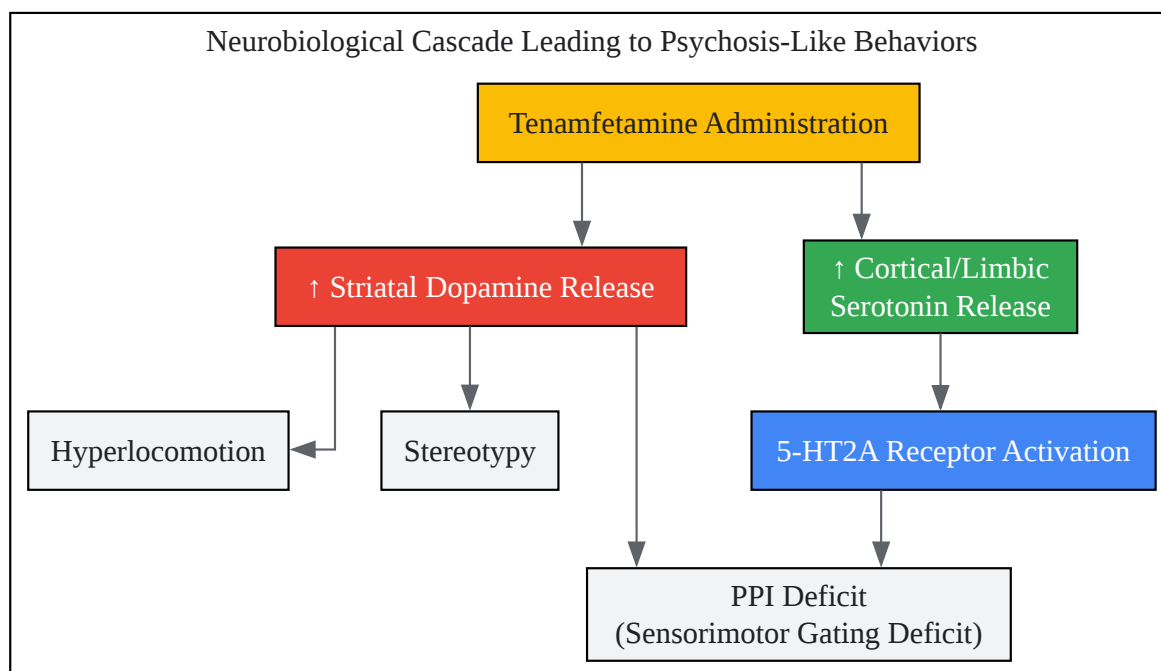 Neurobiological Cascade Leading to Psychosis-Like Behaviors
Tenamfetamine Administration
↑ Striatal Dopamine Release
↑ Cortical/Limbic
Serotonin Release
Hyperlocomotion
Stereotypy
5-HT2A Receptor Activation
PPI Deficit
(Sensorimotor Gating Deficit)